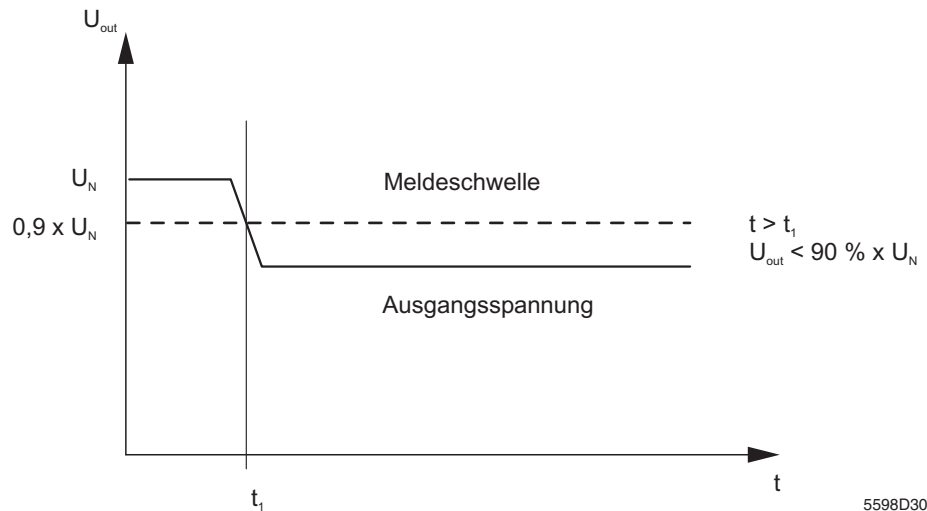 U_out
U_N
Meldeschwelle
0,9 x U_N
t > t_1
U_out < 90 % x U_N
Ausgangsspannung
t
t_1
5598D30